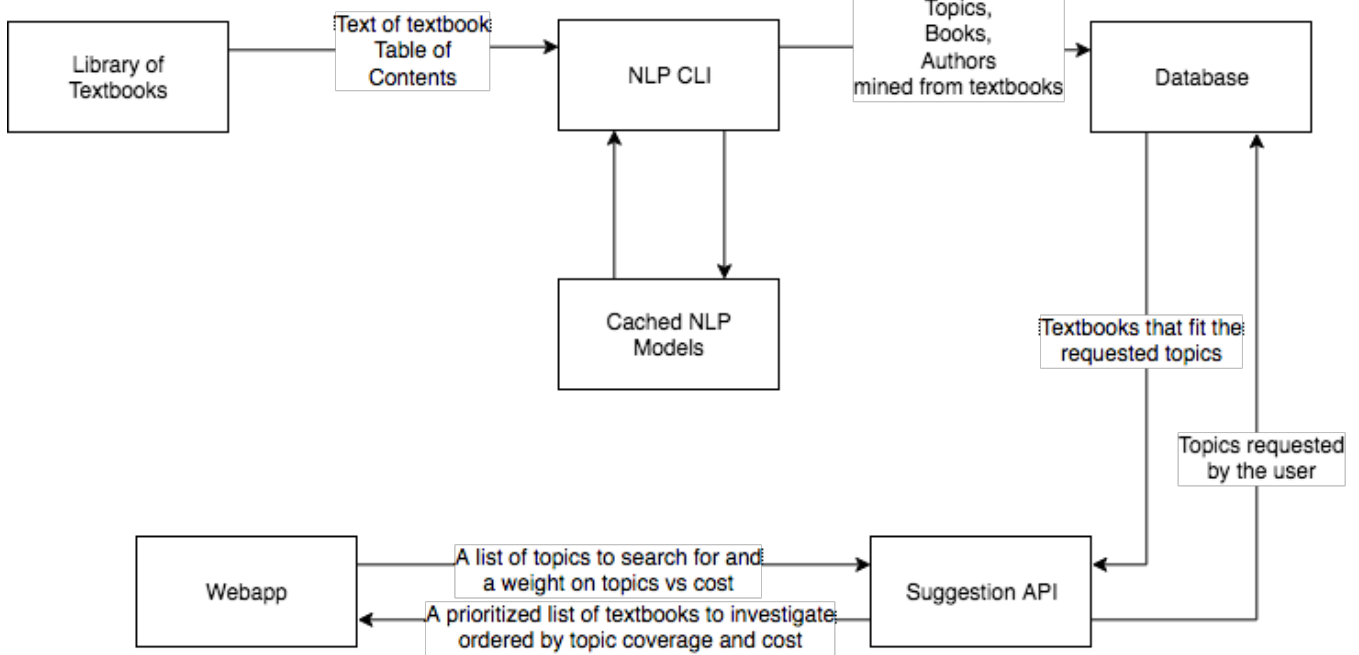 Library of
Textbooks
Text of textbook
Table of
Contents
NLP CLI
Topics,
Books,
Authors
mined from textbooks
Database
Cached NLP
Models
Textbooks that fit the
requested topics
Topics requested
by the user
Webapp
A list of topics to search for and
a weight on topics vs cost
A prioritized list of textbooks to investigate
ordered by topic coverage and cost
Suggestion API